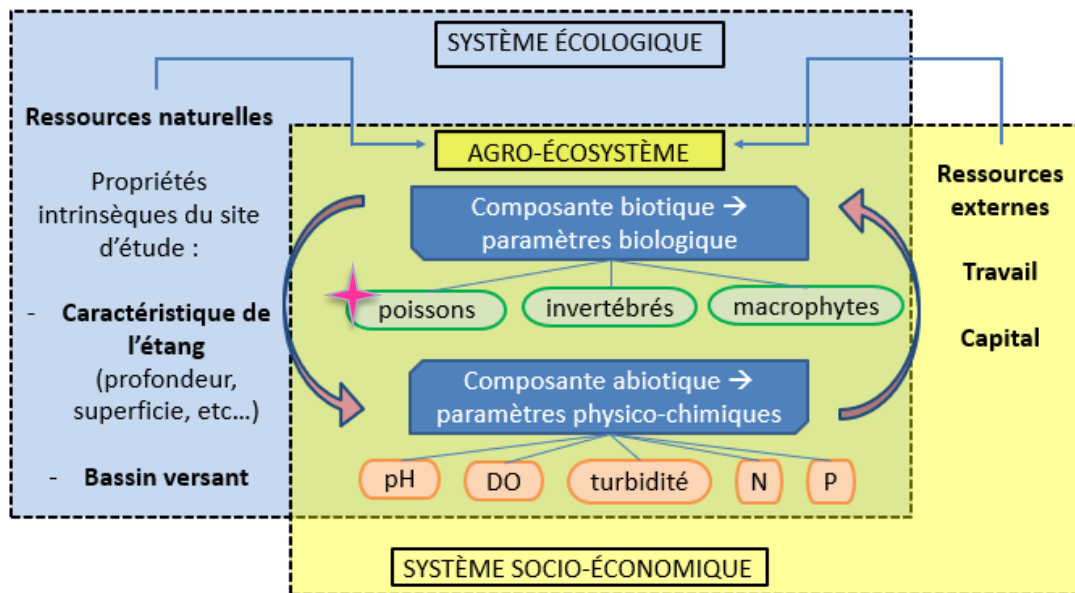 SYSTÈME ÉCOLOGIQUE
Ressources naturelles
Propriétés
intrinsèques du site
d'étude :
- Caractéristique de
l'étang
(profondeur,
superficie, etc...)
- Bassin versant
AGRO-ÉCOSYSTÈME
Composante biotique →
paramètres biologique
poissons
invertébrés
macrophytes
Composante abiotique →
paramètres physico-chimiques
pH
DO
turbidité
N
P
Ressources
externes
Travail
Capital
SYSTÈME SOCIO-ÉCONOMIQUE